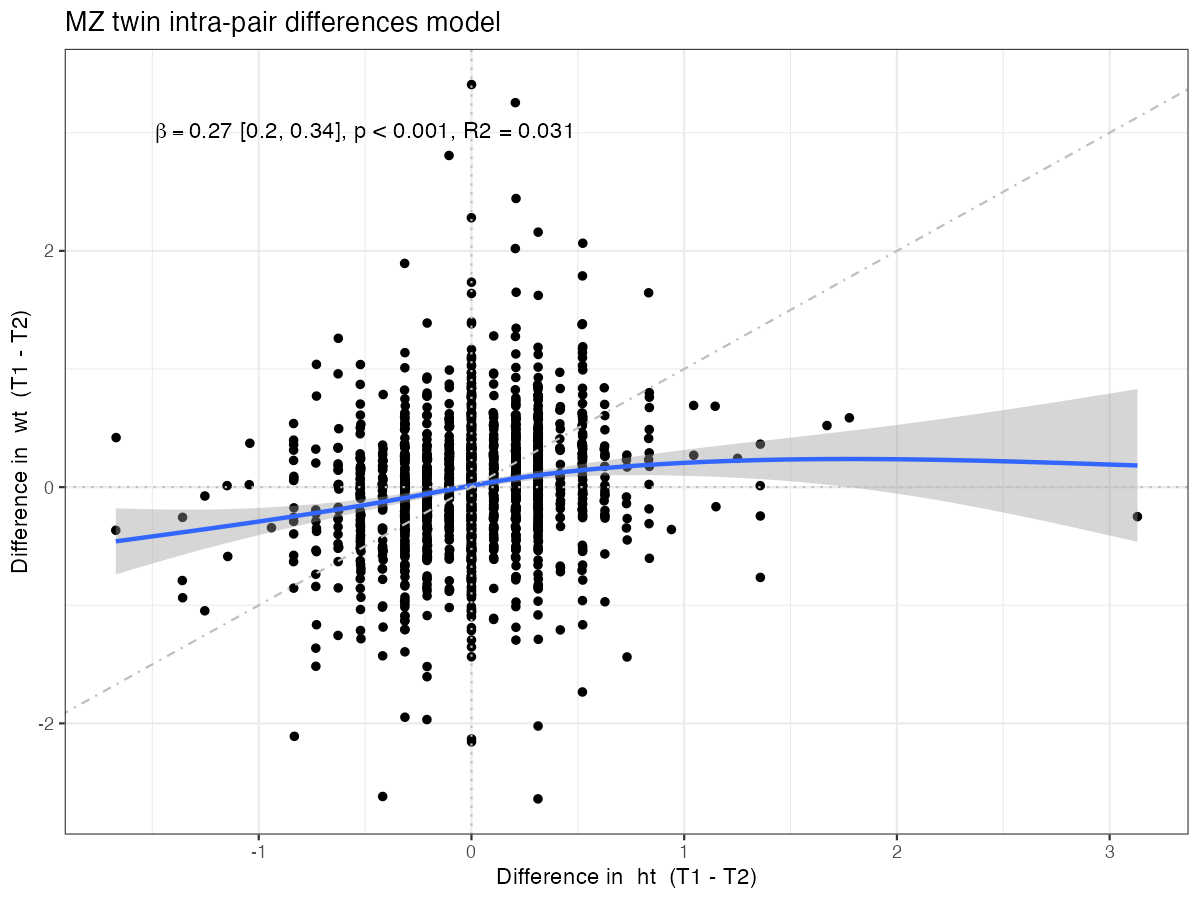 MZ twin intra-pair differences model
β = 0.27 [0.2, 0.34], p < 0.001, R2 = 0.031
Difference in  wt  (T1 - T2)
2
0
-2
-1
0
1
2
3
Difference in  ht  (T1 - T2)